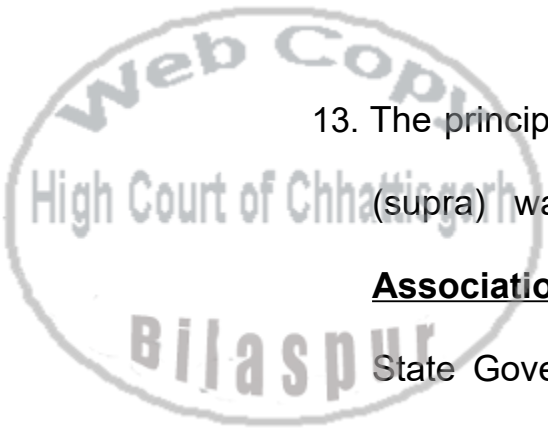 Web Copy
13. The princip
High Court of Chhattisgarh
(supra) wa
Associatio
Bilaspur
State Gove